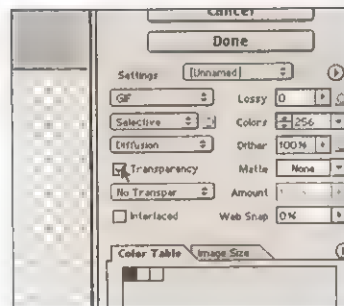 Cancel
Done
Settings [Unnamed]
GIF Lossy 0
Selective Colors 256
Diffusion Dither 100%
Transparency Matte None
No Transpar Amount
Interlaced Web Snap 0%
Color Table Image Size